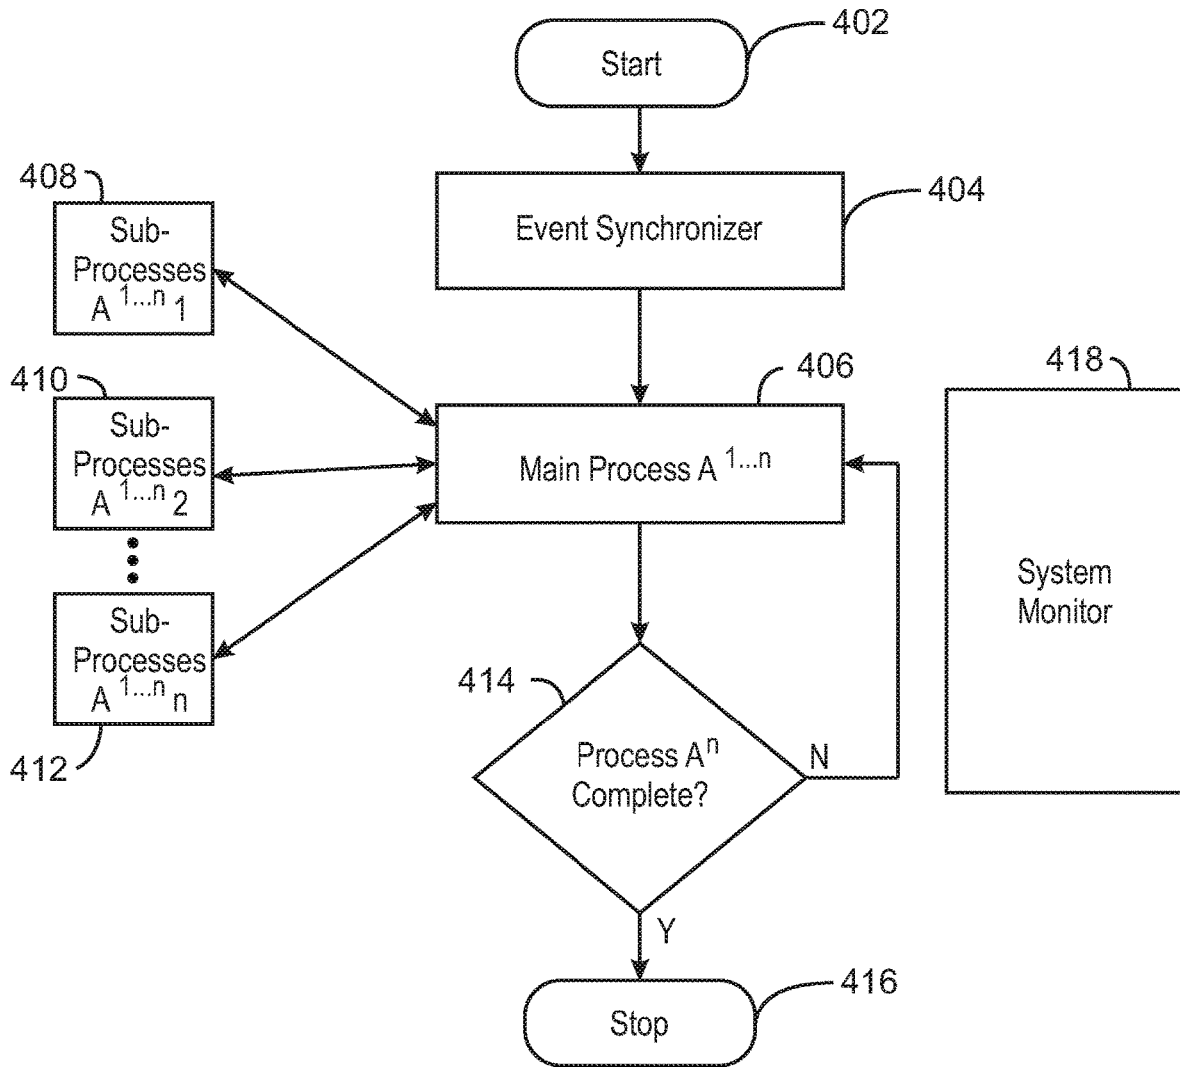 402
Start
404
Event Synchronizer
408
Sub-
Processes
A 1...n 1
410
Sub-
Processes
A 1...n 2
412
Sub-
Processes
A 1...n n
406
Main Process A 1...n
418
System
Monitor
414
Process An
Complete?
N
Y
416
Stop